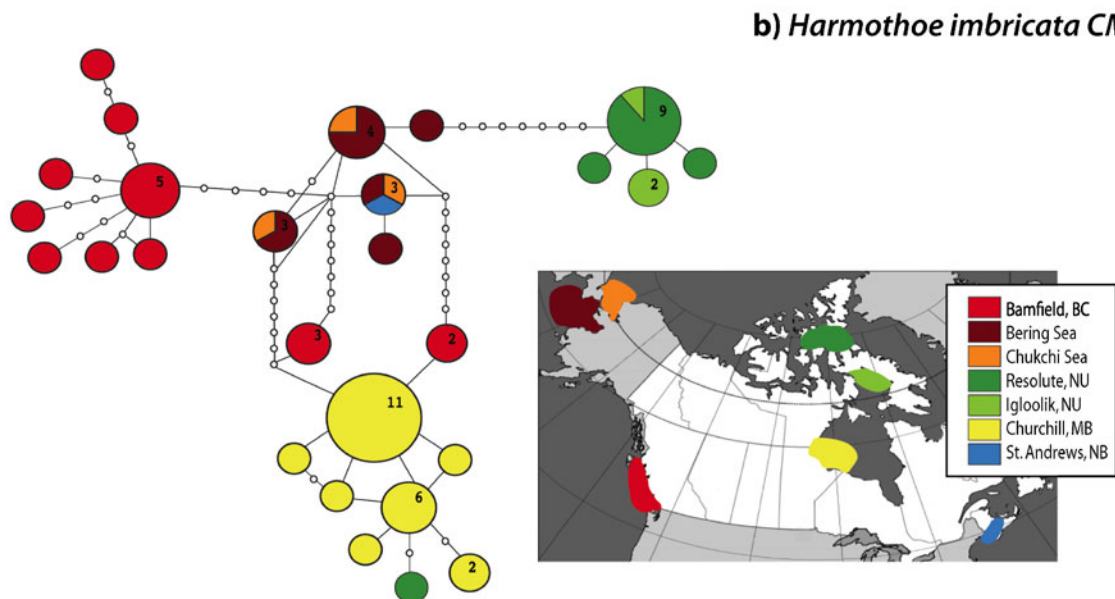 b) Harmothoe imbricata CM
9
4
5
3
2
3
3
2
11
6
2
Bamfield, BC
Bering Sea
Chukchi Sea
Resolute, NU
Igloolik, NU
Churchill, MB
St. Andrews, NB